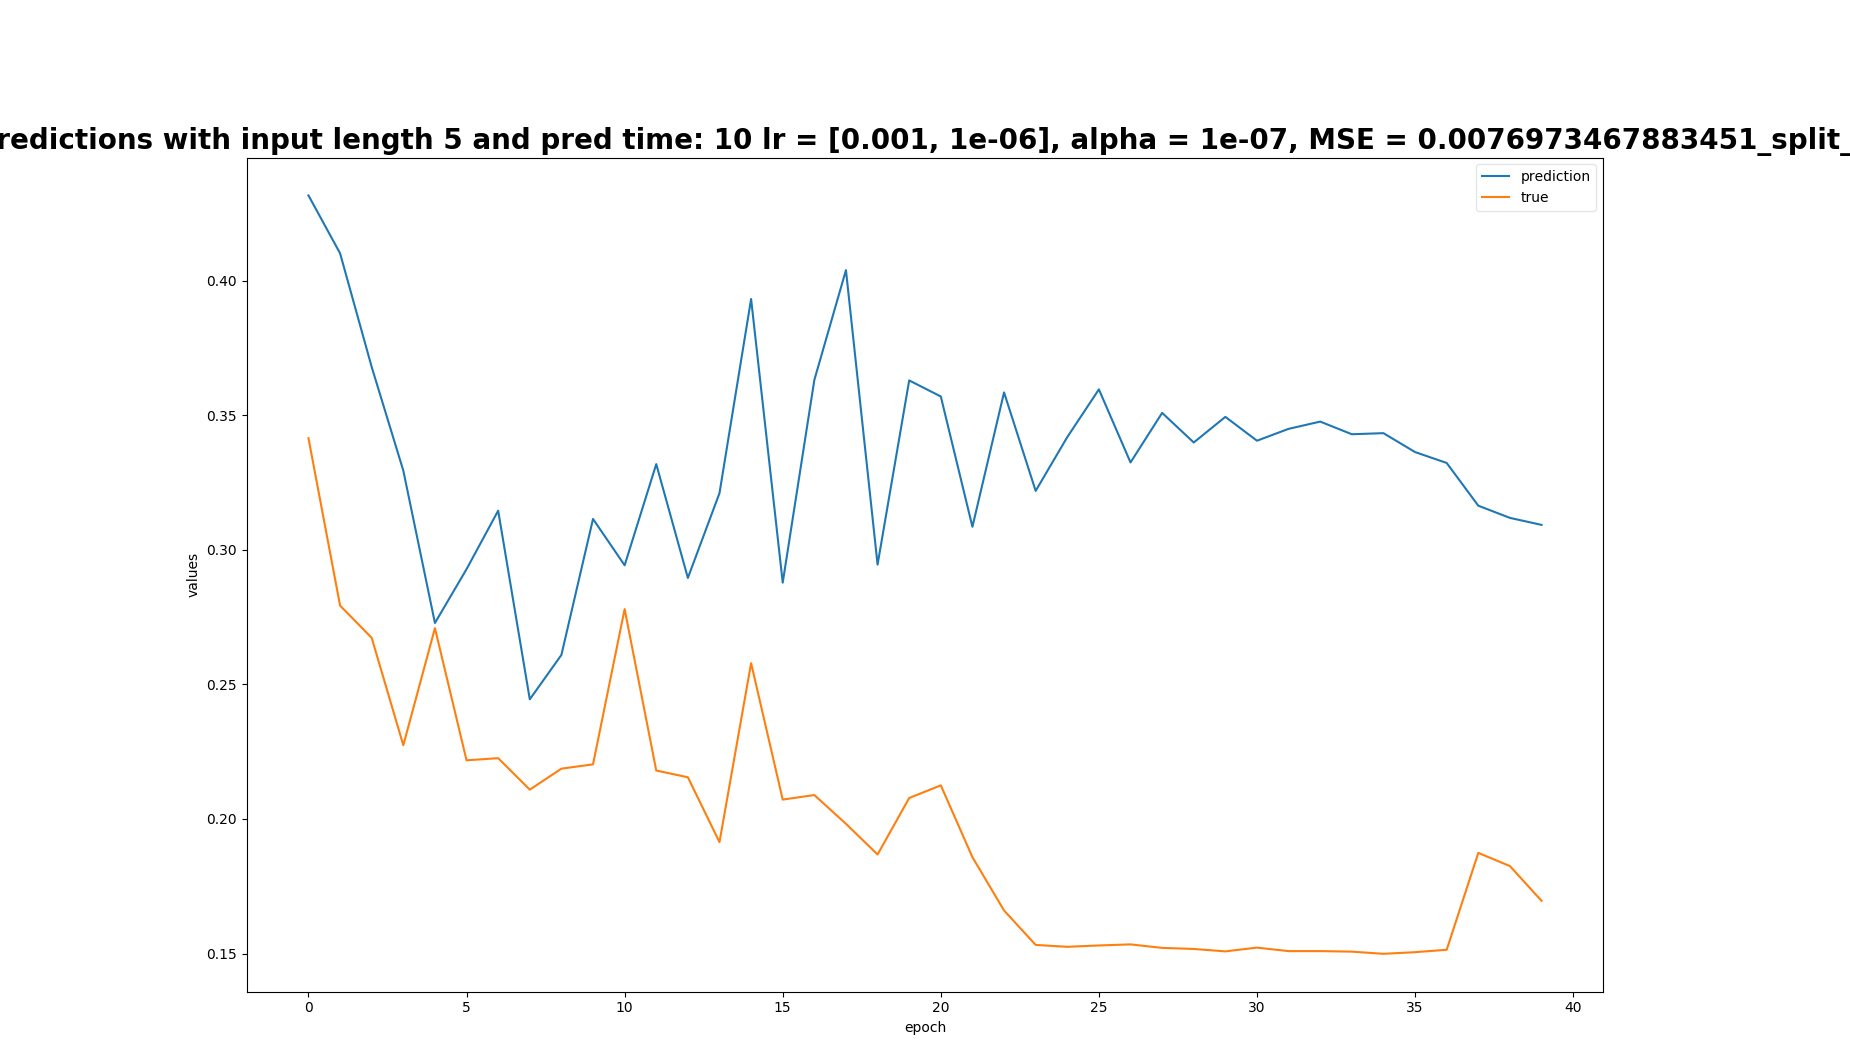 redictions with input length 5 and pred time: 10 lr = [0.001, 1e-06], alpha = 1e-07, MSE = 0.0076973467883451_split_
prediction
true
0.40
0.35
0.30
0.25
0.20
0.15
values
0 5 10 15 20 25 30 35 40
epoch